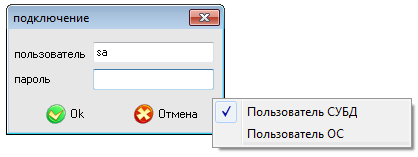 подключение
пользователь sa
пароль
Ok Отмена
Пользователь СУБД
Пользователь ОС